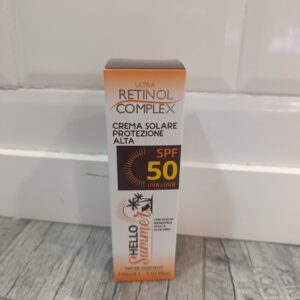 ULTRA
RETINOL
COMPLEX
CREMA SOLARE
PROTEZIONE
ALTA
SPF
50
UVA+UVB
HELLO
Summer